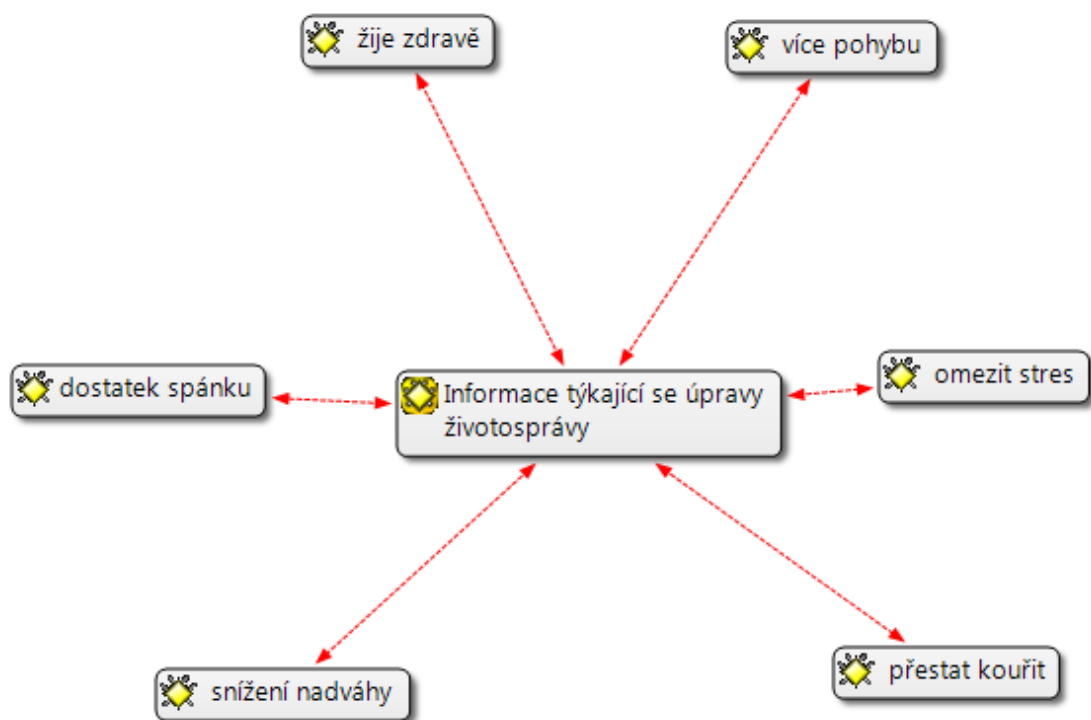 žije zdravě
více pohybu
dostatek spánku
Informace týkající se úpravy
životosprávy
omezit stres
snížení nadváhy
přestat kouřit